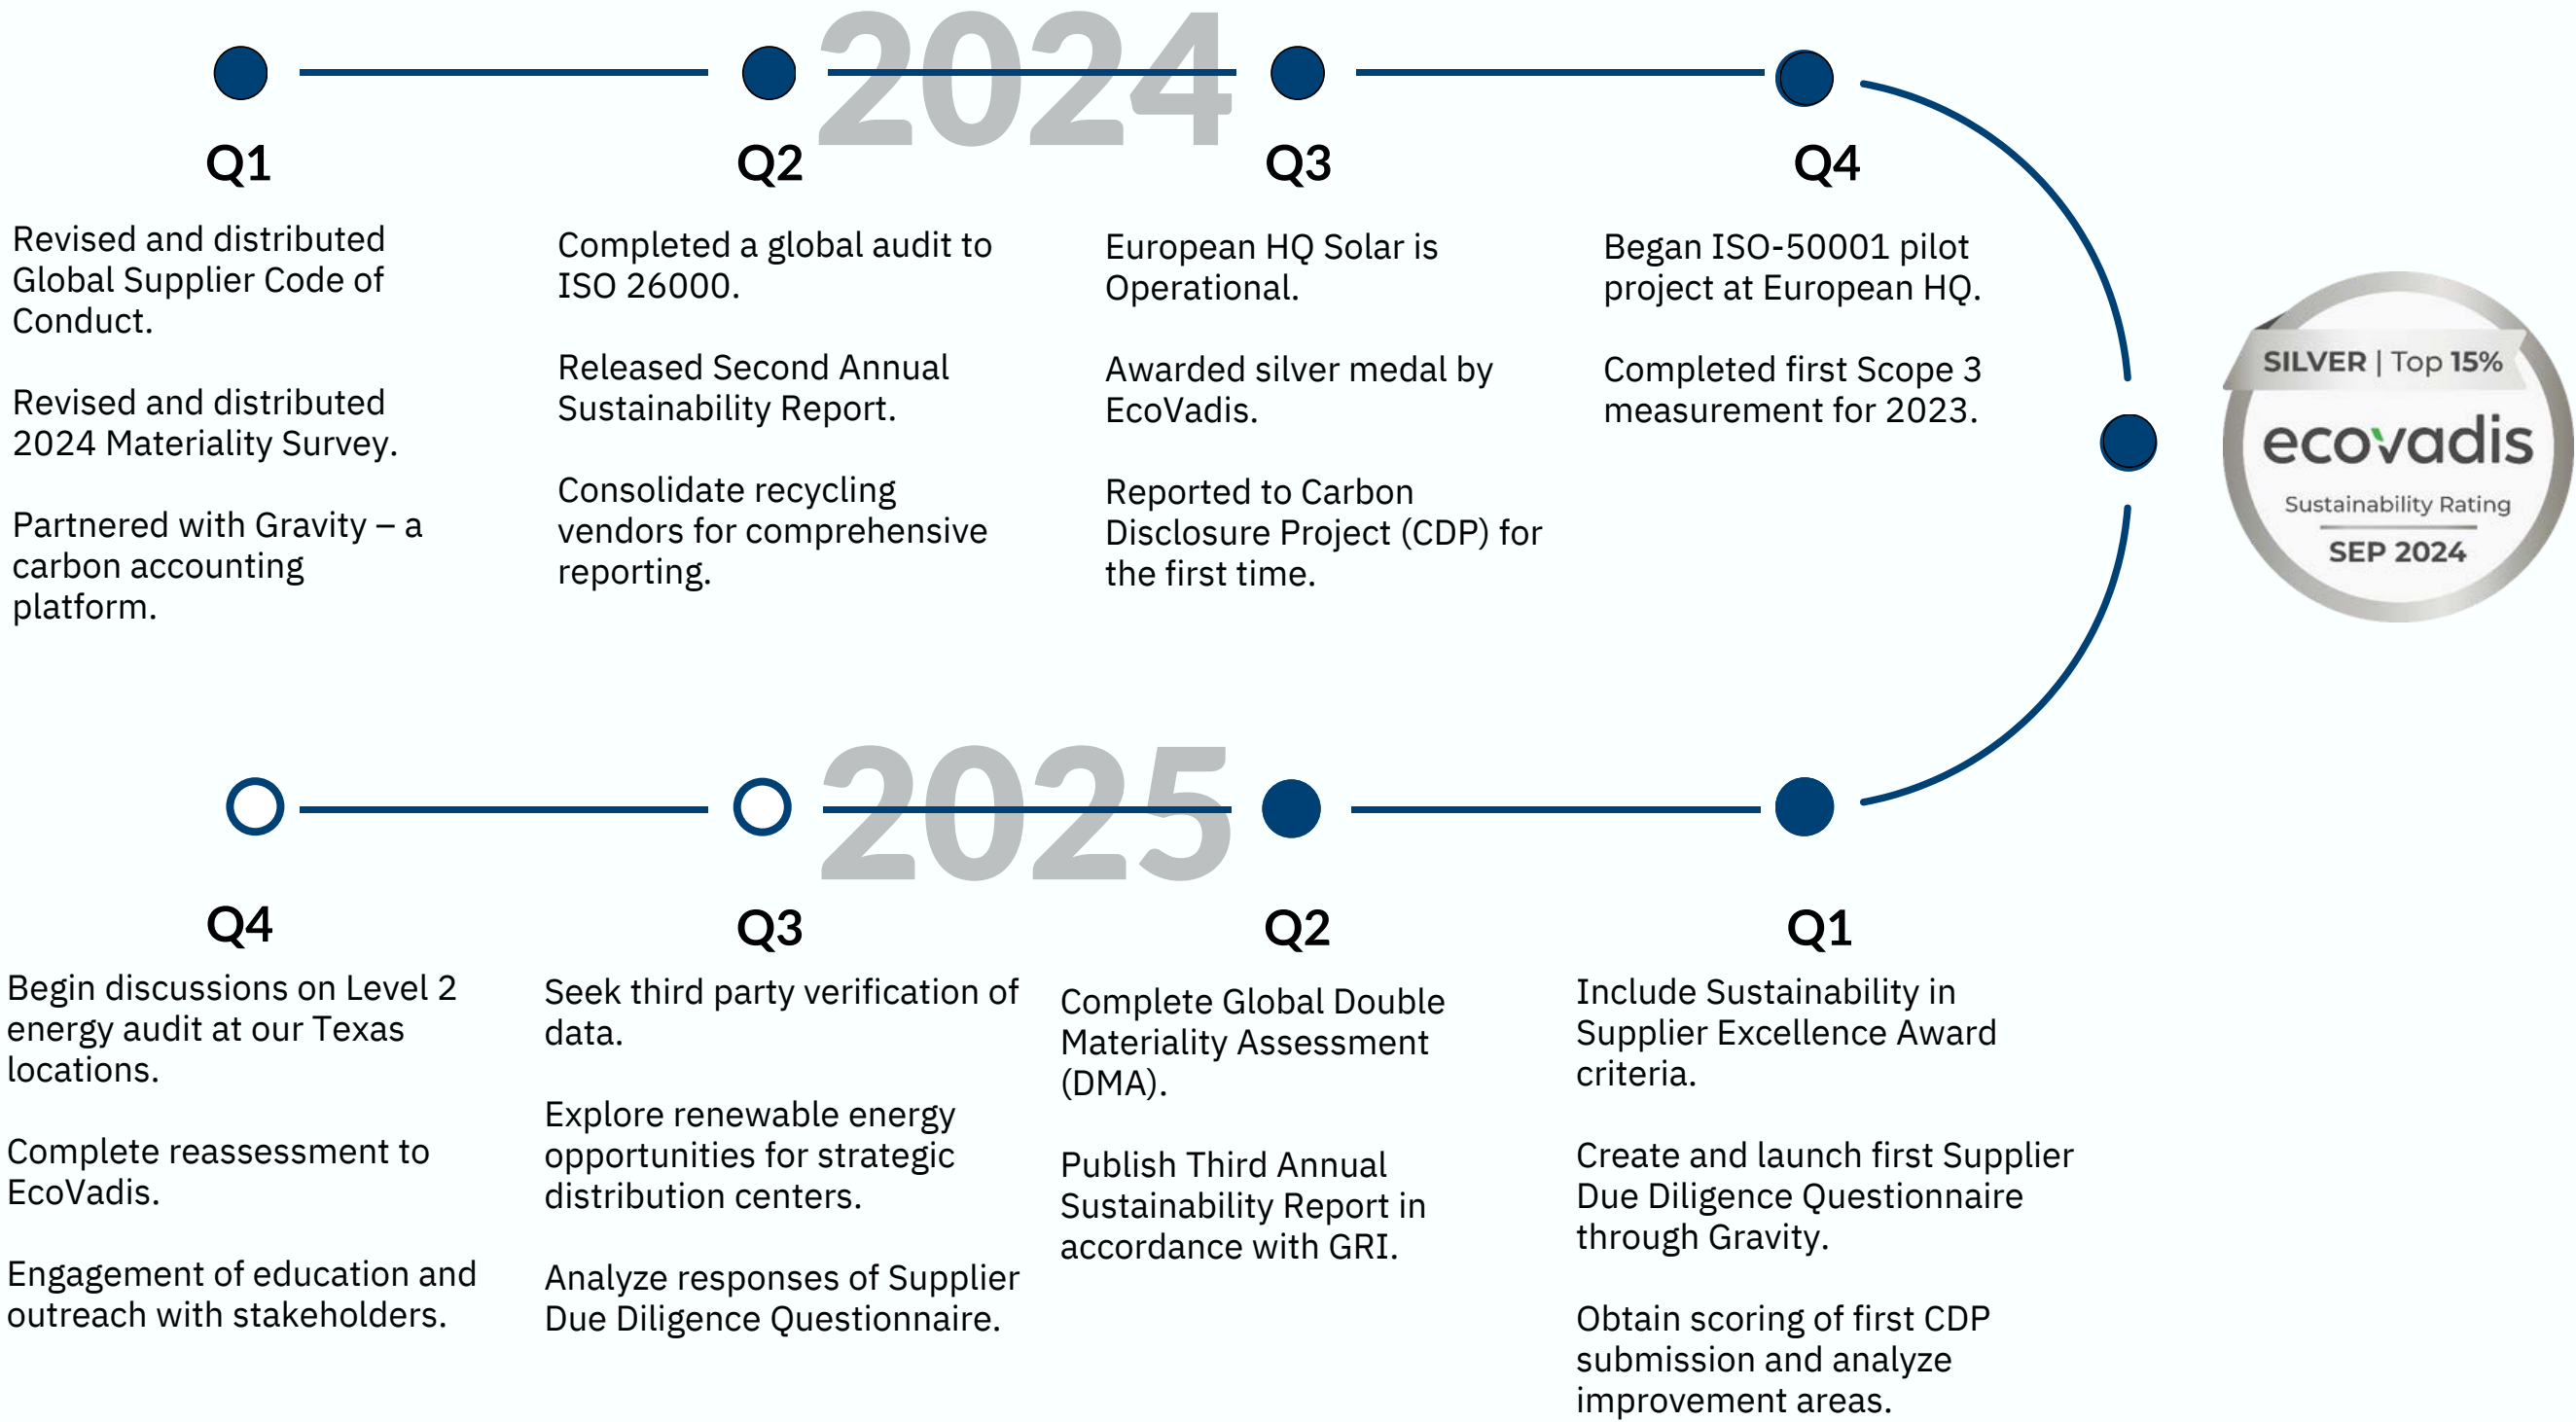 2024
Q1
Revised and distributed
Global Supplier Code of
Conduct.
Revised and distributed
2024 Materiality Survey.
Partnered with Gravity – a
carbon accounting
platform.
Q2
Completed a global audit to
ISO 26000.
Released Second Annual
Sustainability Report.
Consolidate recycling
vendors for comprehensive
reporting.
Q3
European HQ Solar is
Operational.
Awarded silver medal by
EcoVadis.
Reported to Carbon
Disclosure Project (CDP) for
the first time.
Q4
Began ISO-50001 pilot
project at European HQ.
Completed first Scope 3
measurement for 2023.
SILVER | Top 15%
ecovadis
Sustainability Rating
SEP 2024
2025
Q4
Begin discussions on Level 2
energy audit at our Texas
locations.
Complete reassessment to
EcoVadis.
Engagement of education and
outreach with stakeholders.
Q3
Seek third party verification of
data.
Explore renewable energy
opportunities for strategic
distribution centers.
Analyze responses of Supplier
Due Diligence Questionnaire.
Q2
Complete Global Double
Materiality Assessment
(DMA).
Publish Third Annual
Sustainability Report in
accordance with GRI.
Q1
Include Sustainability in
Supplier Excellence Award
criteria.
Create and launch first Supplier
Due Diligence Questionnaire
through Gravity.
Obtain scoring of first CDP
submission and analyze
improvement areas.